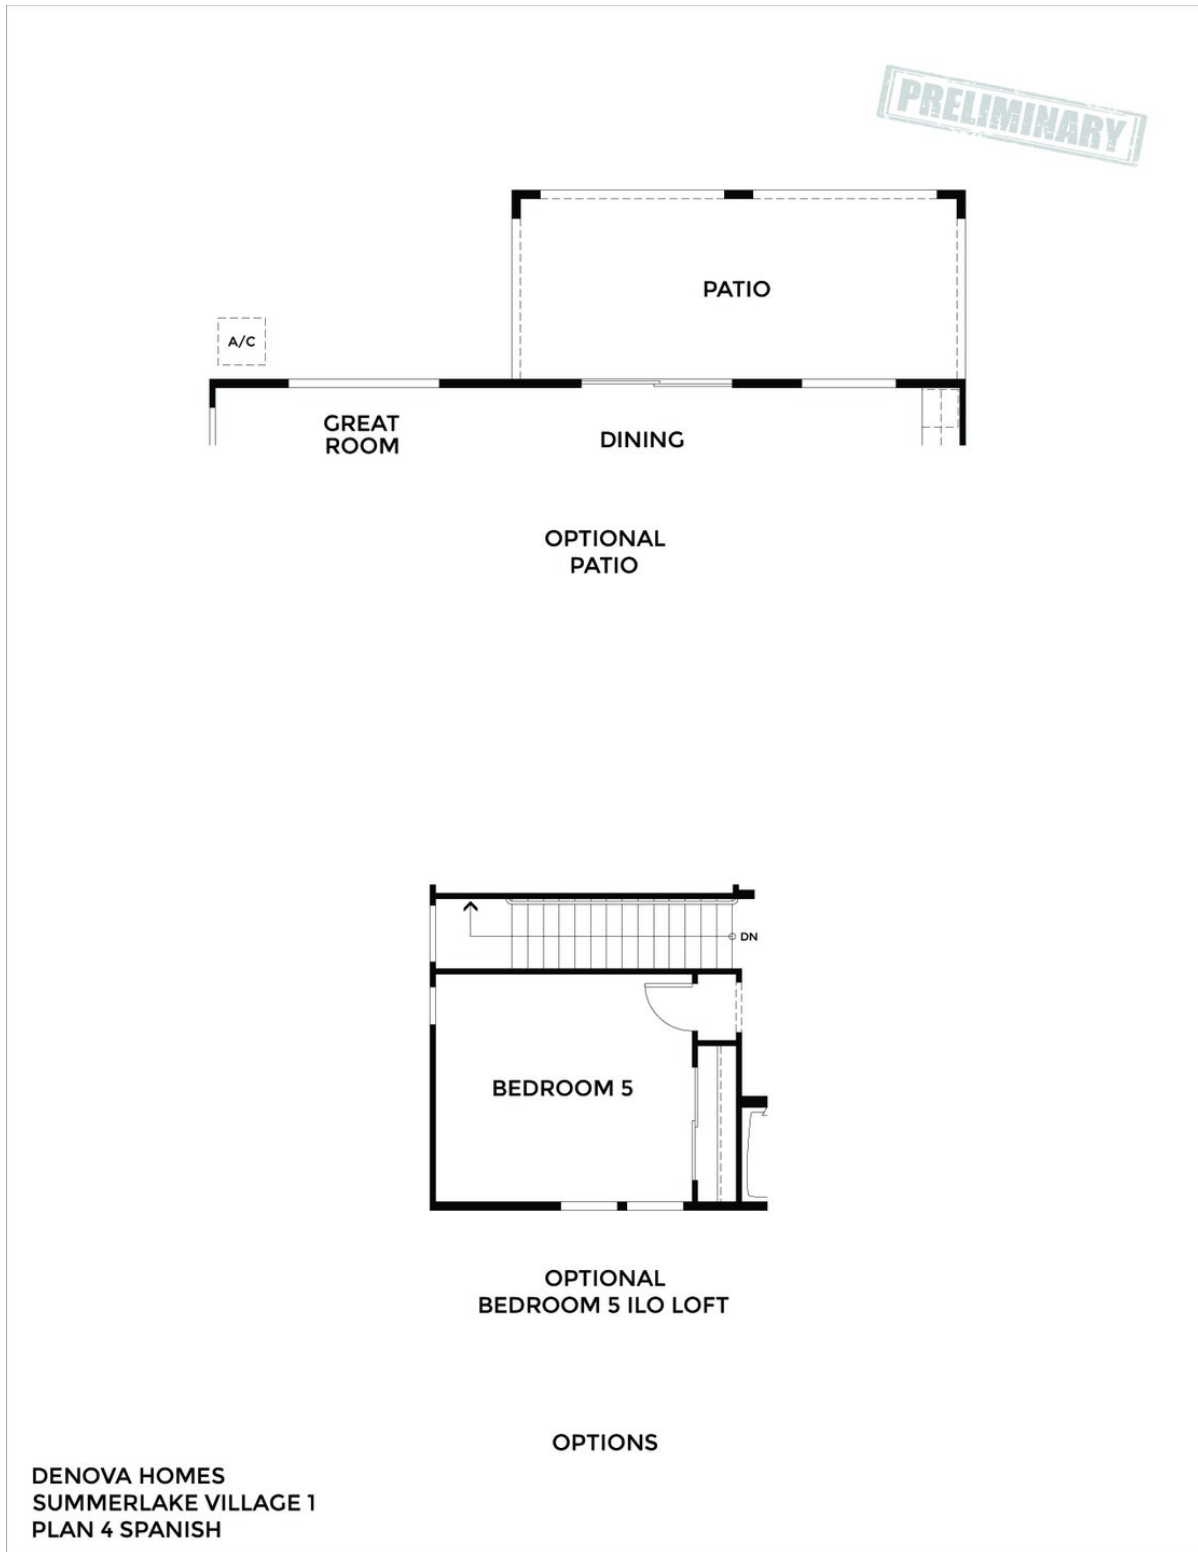 PRELIMINARY
PATIO
A/C
GREAT
ROOM
DINING
OPTIONAL
PATIO
DN
BEDROOM 5
OPTIONAL
BEDROOM 5 ILO LOFT
OPTIONS
DENOVA HOMES
SUMMERLAKE VILLAGE 1
PLAN 4 SPANISH